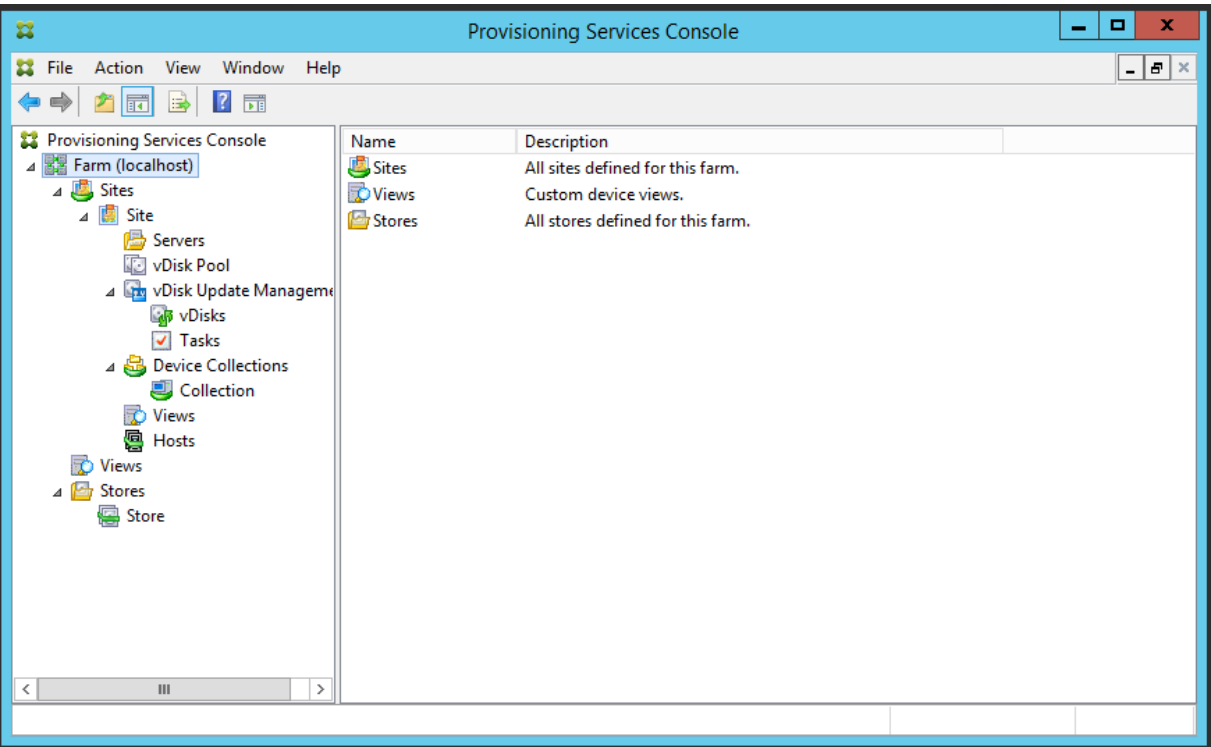 Provisioning Services Console
File Action View Window Help
Provisioning Services Console
Farm (localhost)
Sites
Site
Servers
vDisk Pool
vDisk Update Manageme
vDisks
Tasks
Device Collections
Collection
Views
Hosts
Views
Stores
Store
Name Description
Sites All sites defined for this farm.
Views Custom device views.
Stores All stores defined for this farm.